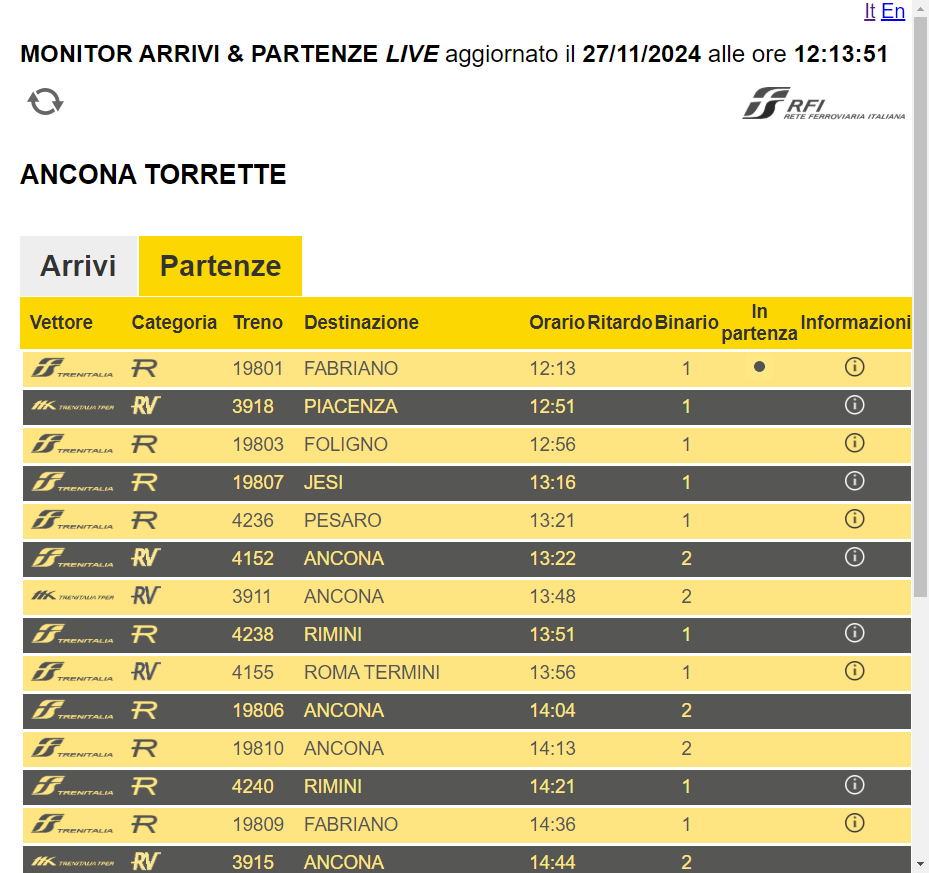 It En
MONITOR ARRIVI & PARTENZE LIVE aggiornato il 27/11/2024 alle ore 12:13:51
RFI
RETE FERROVIARIA ITALIANA
ANCONA TORRETTE
Arrivi Partenze
Vettore Categoria Treno Destinazione Orario Ritardo Binario In partenza Informazioni
TRENITALIA R 19801 FABRIANO 12:13 1
TRENITALIA TPER RV 3918 PIACENZA 12:51 1
TRENITALIA R 19803 FOLIGNO 12:56 1
TRENITALIA R 19807 JESI 13:16 1
TRENITALIA R 4236 PESARO 13:21 1
TRENITALIA RV 4152 ANCONA 13:22 2
TRENITALIA TPER RV 3911 ANCONA 13:48 2
TRENITALIA R 4238 RIMINI 13:51 1
TRENITALIA RV 4155 ROMA TERMINI 13:56 1
TRENITALIA R 19806 ANCONA 14:04 2
TRENITALIA R 19810 ANCONA 14:13 2
TRENITALIA R 4240 RIMINI 14:21 1
TRENITALIA R 19809 FABRIANO 14:36 1
TRENITALIA TPER RV 3915 ANCONA 14:44 2